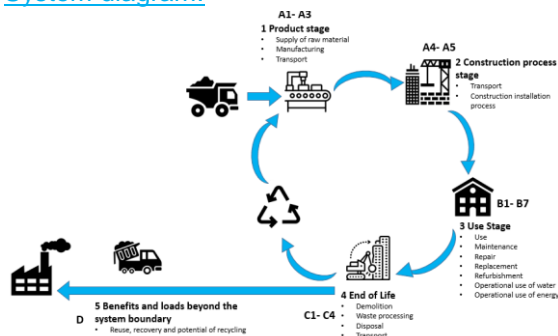 System diagram:
A1- A3
1 Product stage
• Supply of raw material
• Manufacturing
• Transport
A4- A5
2 Construction process
stage
• Transport
• Construction installation
process
B1- B7
3 Use Stage
• Use
• Maintenance
• Repair
• Replacement
• Refurbishment
• Operational use of water
• Operational use of energy
4 End of Life
C1- C4
• Demolition
• Waste processing
• Disposal
• Transport
5 Benefits and loads beyond the
system boundary
D
• Reuse, recovery and potential of recycling